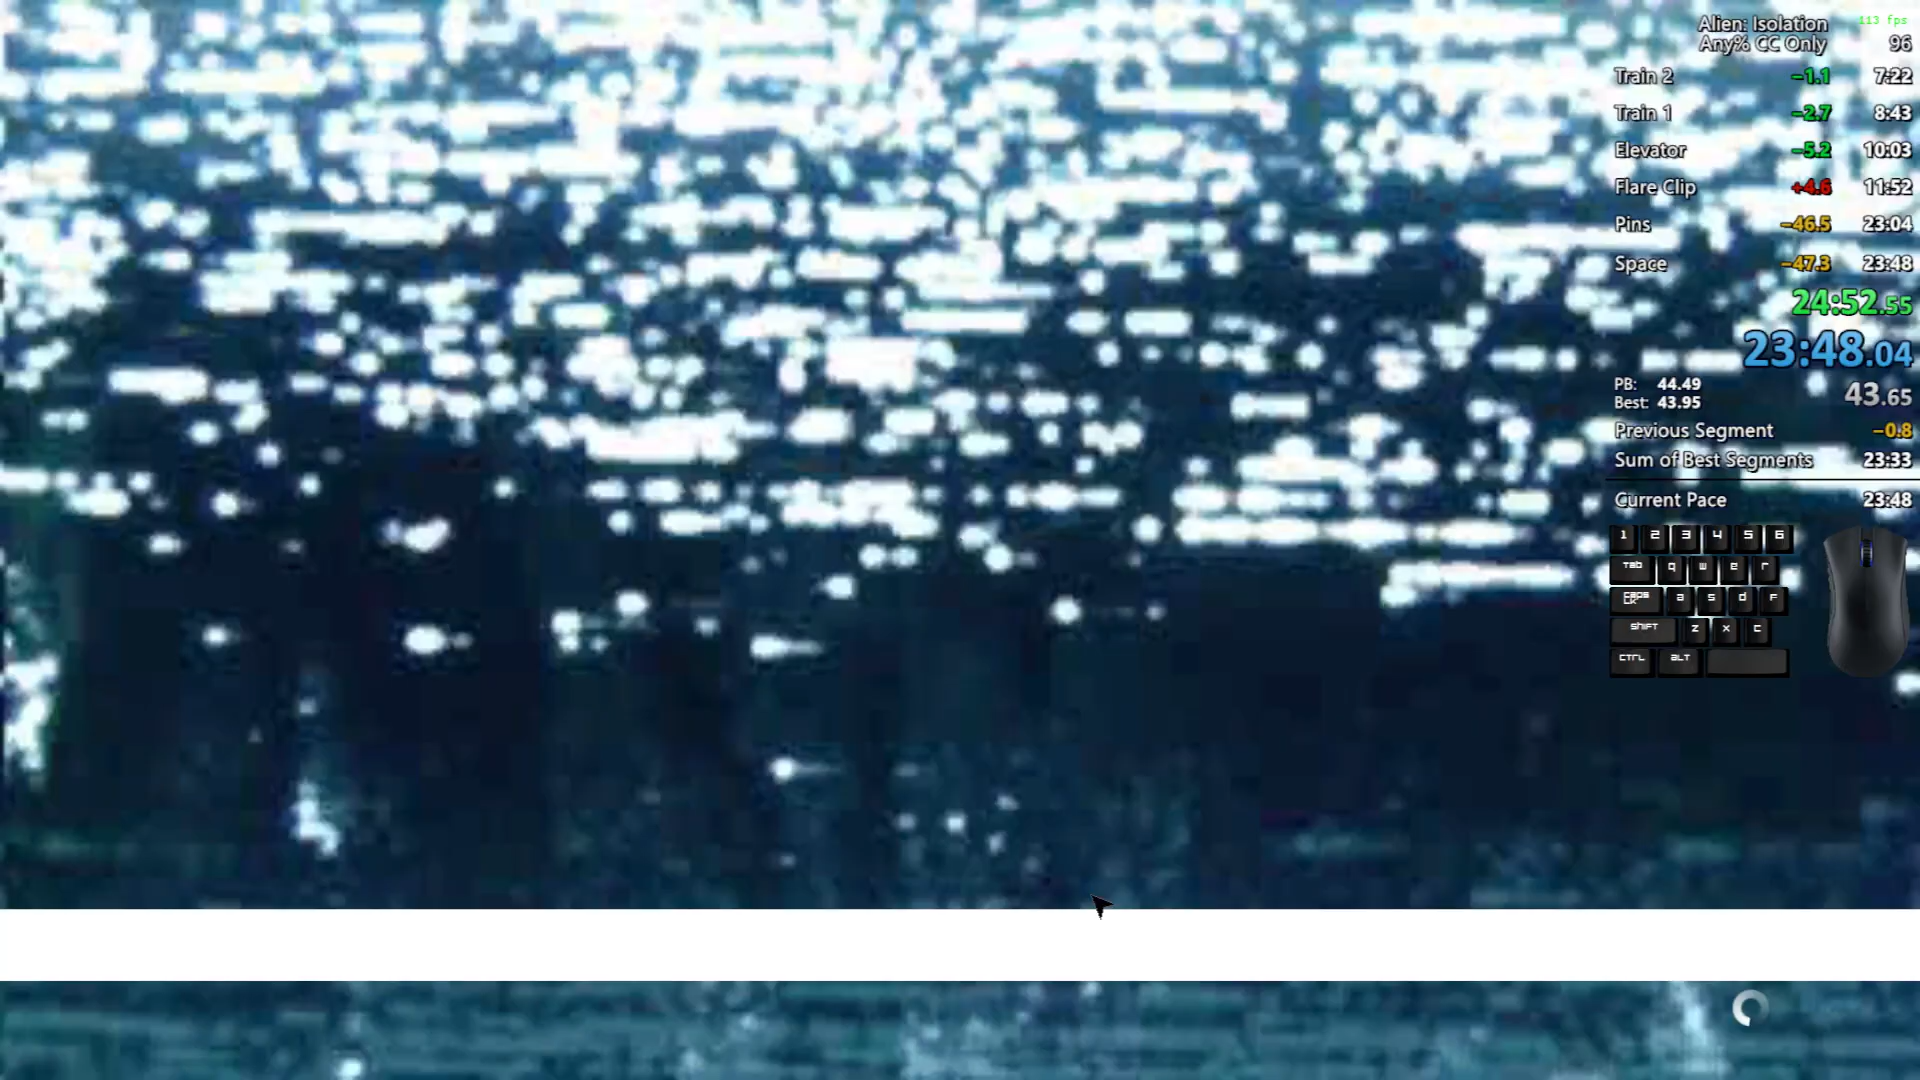 113 fps
Alien: Isolation
Any% CC Only 96
Train 2 -1.1 7:22
Train 1 -2.7 8:43
Elevator -5.2 10:03
Flare Clip +4.6 11:52
Pins -46.5 23:04
Space -47.3 23:48
24:52.55
23:48.04
PB: 44.49
Best: 43.95
43.65
Previous Segment -0.8
Sum of Best Segments 23:33
Current Pace 23:48
1 2 3 4 5 6
Tab q w e r
CAPS LK a s d F
SHIFT z x c
CTRL ALT